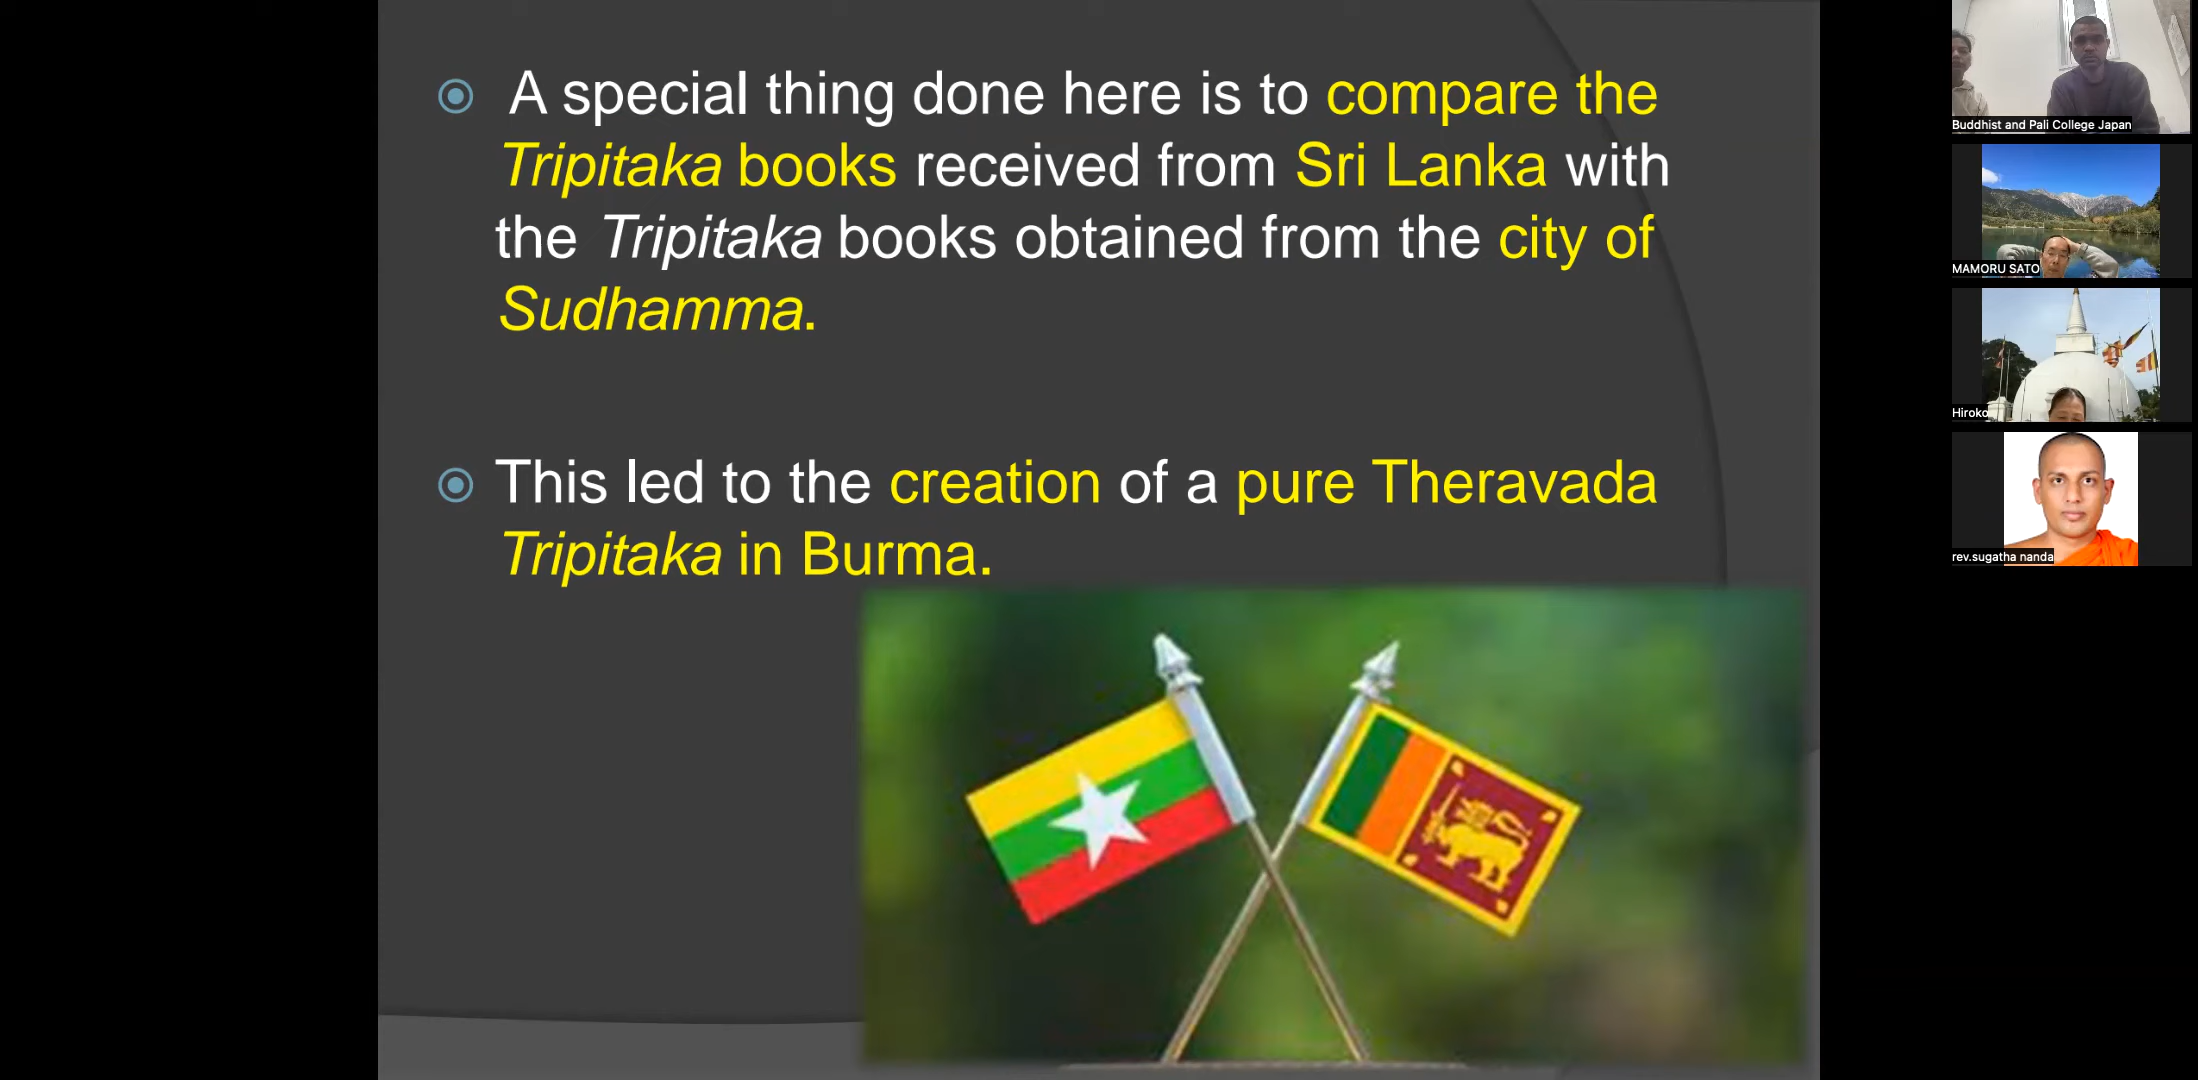 A special thing done here is to compare the
Tripitaka books received from Sri Lanka with
the Tripitaka books obtained from the city of
Sudhamma.
This led to the creation of a pure Theravada
Tripitaka in Burma.
Buddhist and Pali College Japan
MAMORU SATO
Hiroko
rev.sugatha nanda